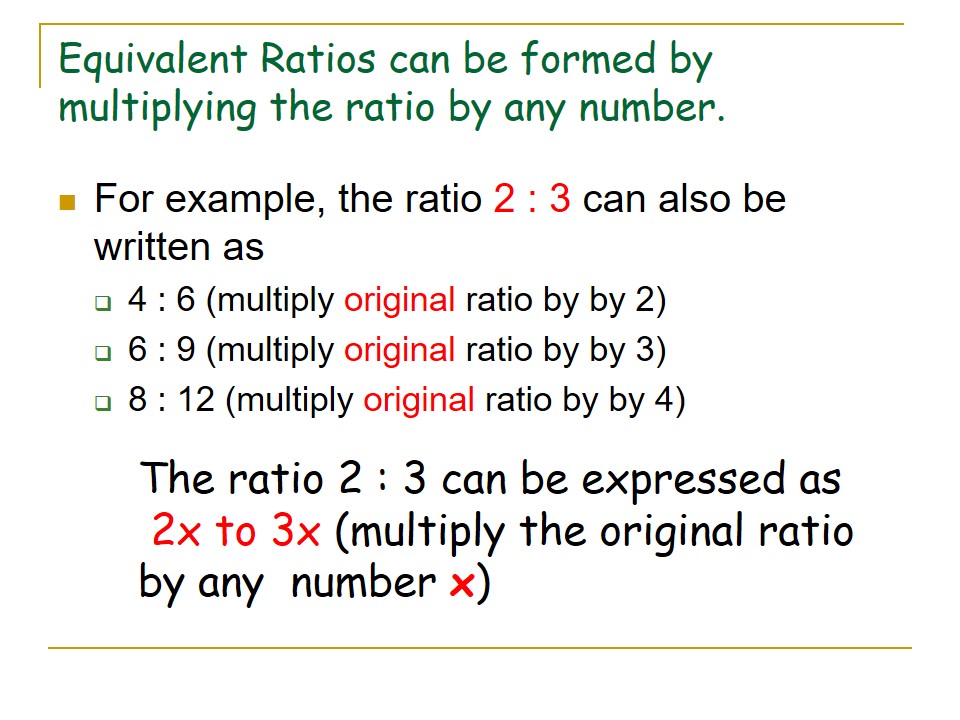 Equivalent Ratios can be formed by
multiplying the ratio by any number.
For example, the ratio 2 : 3 can also be
written as
4 : 6 (multiply original ratio by by 2)
6 : 9 (multiply original ratio by by 3)
8 : 12 (multiply original ratio by by 4)
The ratio 2 : 3 can be expressed as
2x to 3x (multiply the original ratio
by any number x)